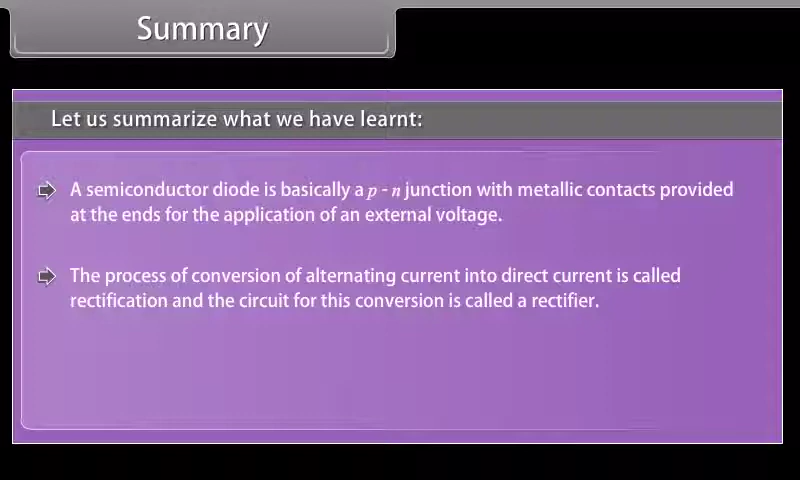 Summary
Let us summarize what we have learnt:
A semiconductor diode is basically a p - n junction with metallic contacts provided
at the ends for the application of an external voltage.
The process of conversion of alternating current into direct current is called
rectification and the circuit for this conversion is called a rectifier.